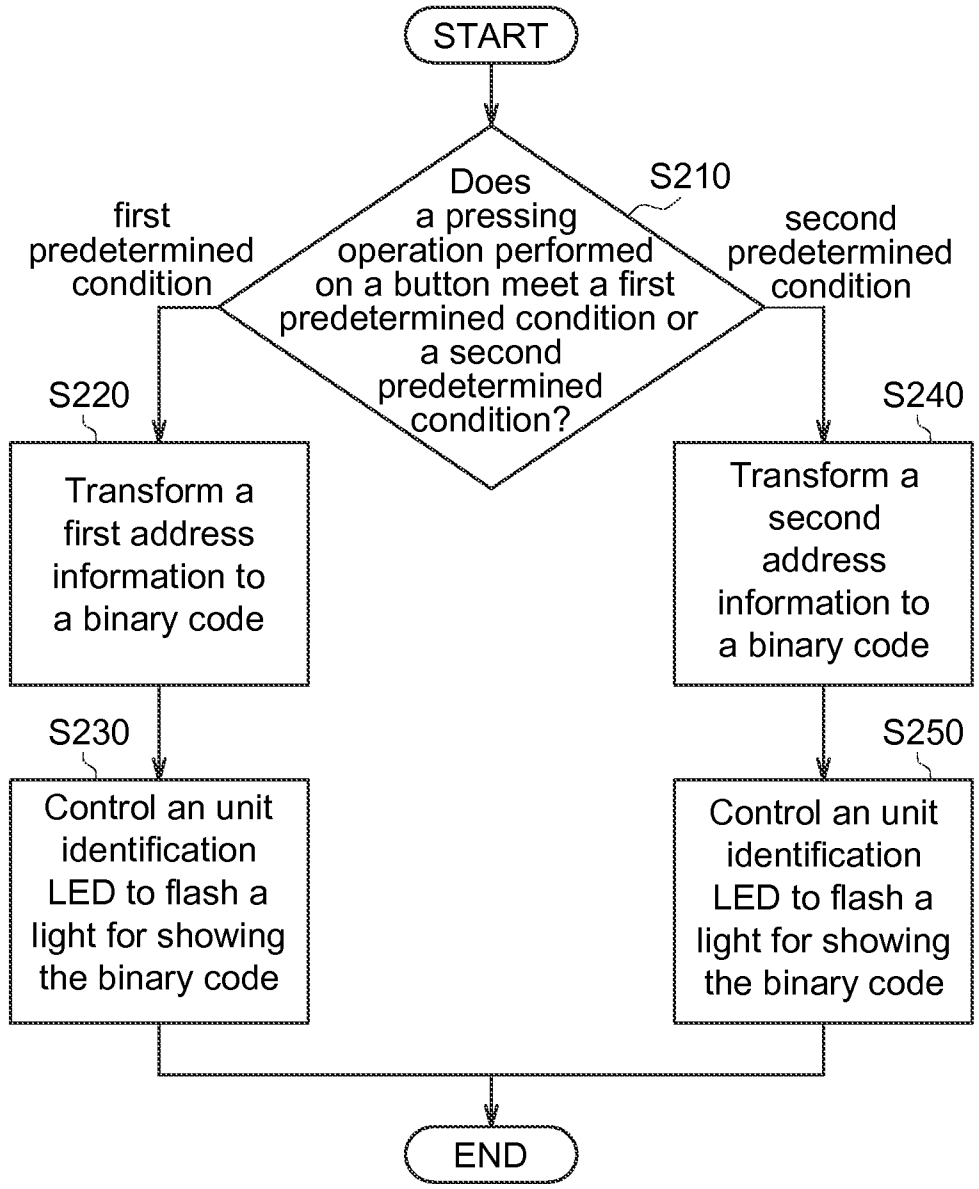 START
S210
Does
a pressing
operation performed
on a button meet a first
predetermined condition or
a second
predetermined
condition?
first
predetermined
condition
second
predetermined
condition
S220
Transform a
first address
information to
a binary code
S240
Transform a
second
address
information to
a binary code
S230
Control an unit
identification
LED to flash a
light for showing
the binary code
S250
Control an unit
identification
LED to flash a
light for showing
the binary code
END